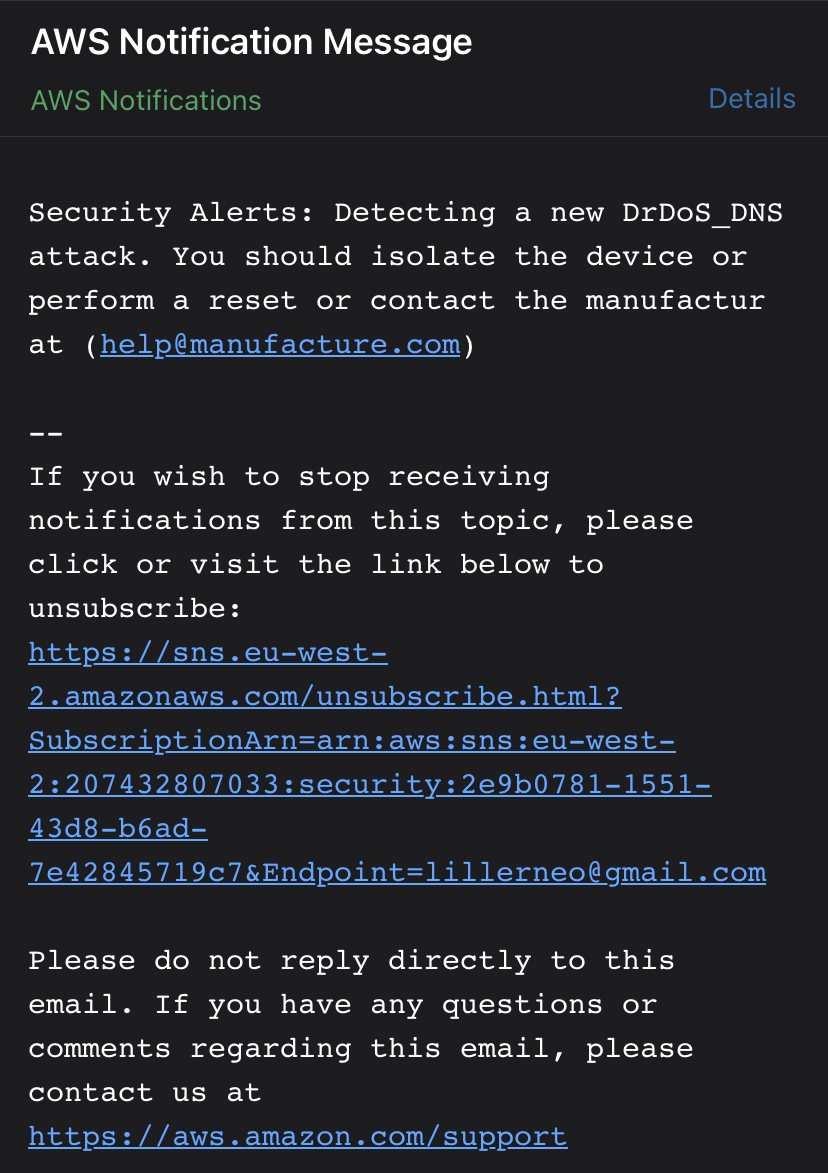 AWS Notification Message
AWS Notifications
Details
Security Alerts: Detecting a new DrDoS_DNS
attack. You should isolate the device or
perform a reset or contact the manufactur
at (help@manufacture.com)
--
If you wish to stop receiving
notifications from this topic, please
click or visit the link below to
unsubscribe:
https://sns.eu-west-
2.amazonaws.com/unsubscribe.html?
SubscriptionArn=arn:aws:sns:eu-west-
2:207432807033:security:2e9b0781-1551-
43d8-b6ad-
7e42845719c7&Endpoint=lillerneo@gmail.com
Please do not reply directly to this
email. If you have any questions or
comments regarding this email, please
contact us at
https://aws.amazon.com/support